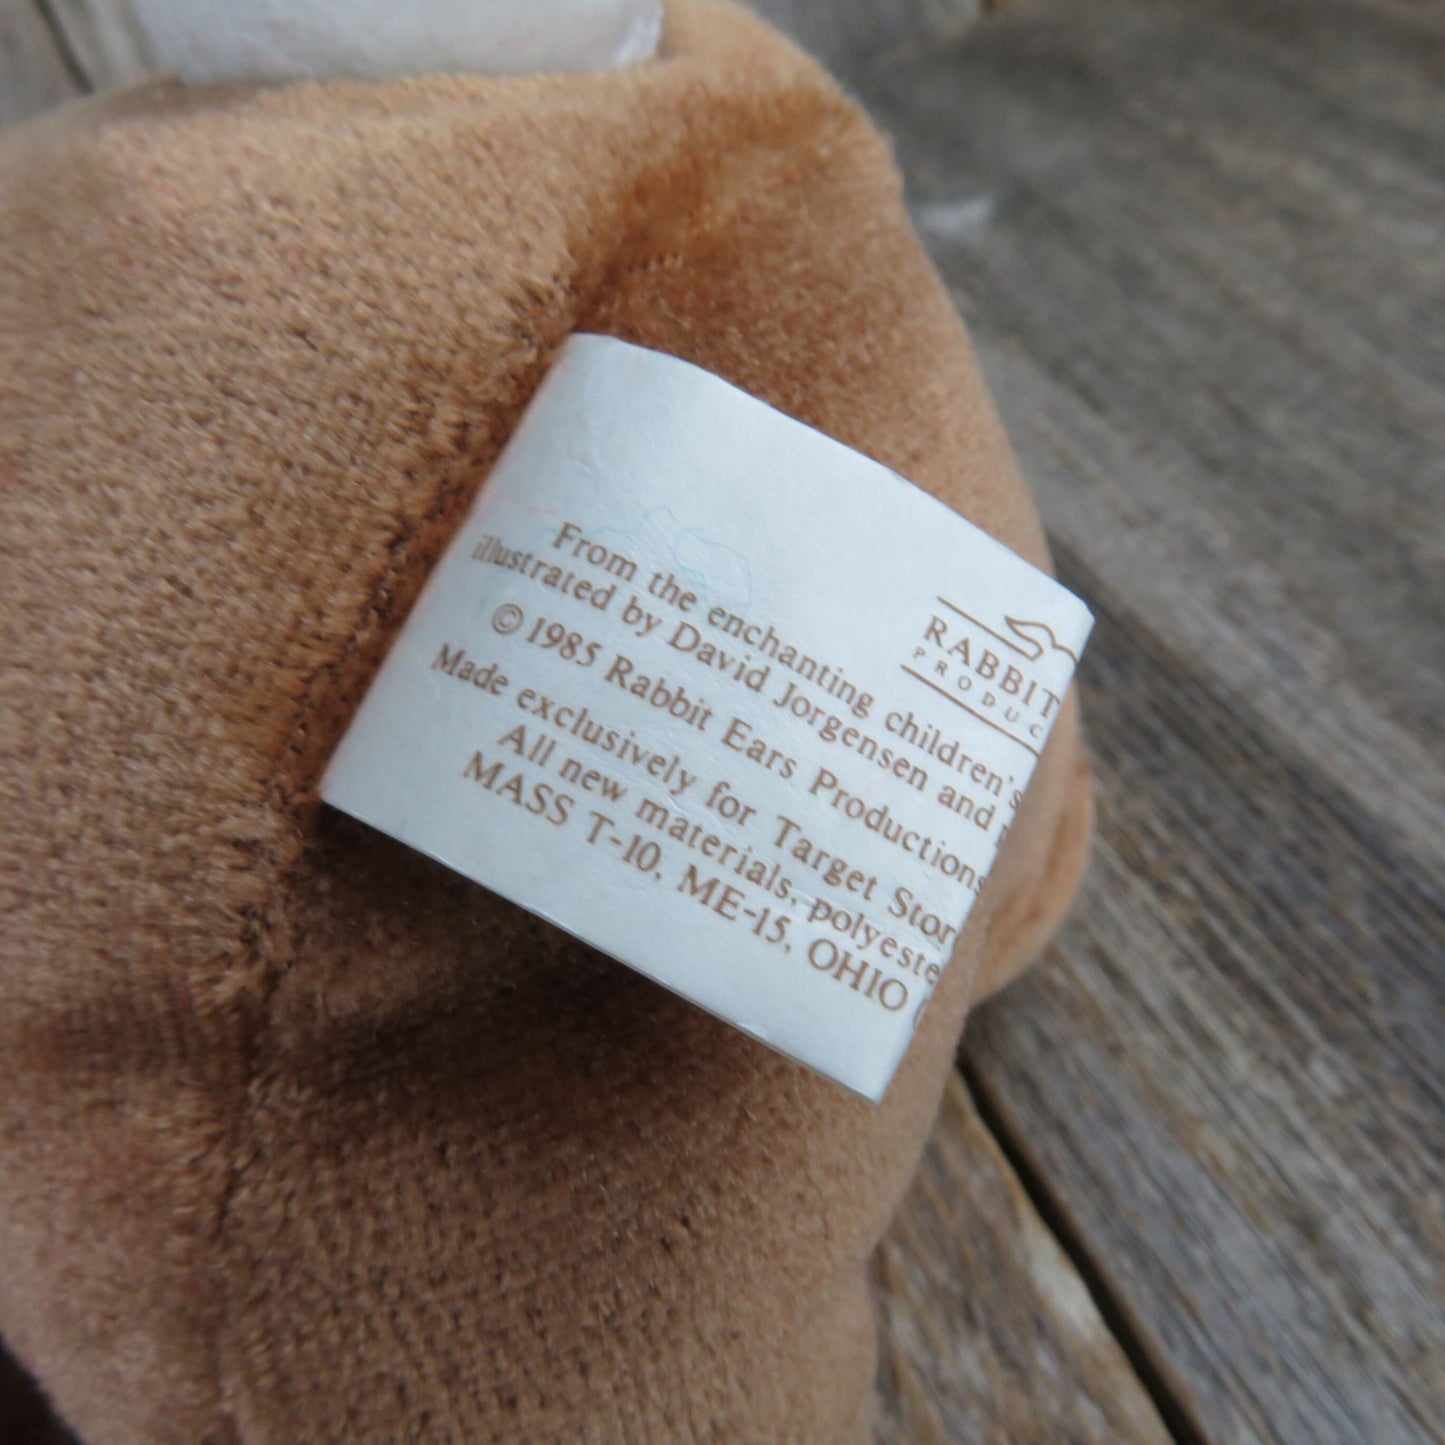 RABBIT
PRODUC
From the enchanting children's
illustrated by David Jorgensen and
© 1985 Rabbit Ears Productions
Made exclusively for Target Stor
All new materials, polyeste
MASS T-10, ME-15, OHIO